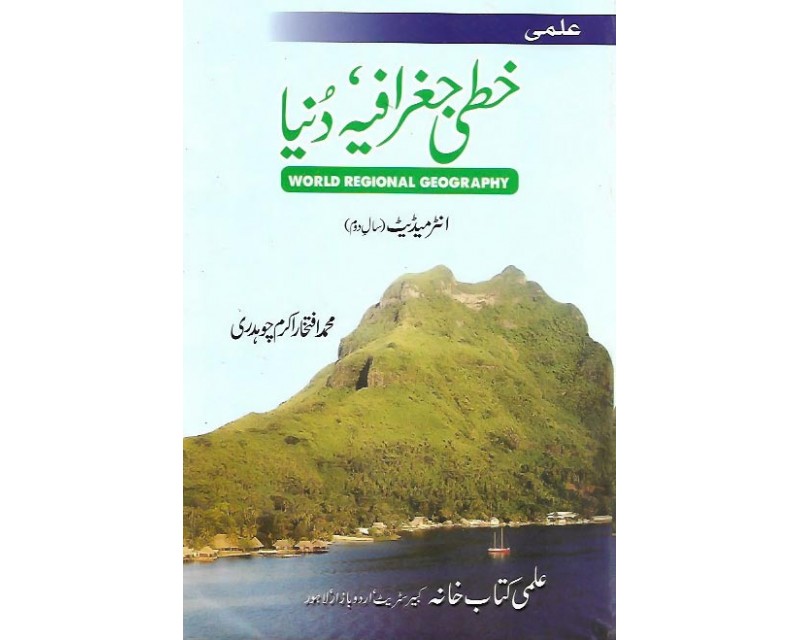 علمی
خطی جغرافیہ، دُنیا
WORLD REGIONAL GEOGRAPHY
انٹرمیڈیٹ (سالِ دوم)
محمد افتخار اکرم چوہدری
علمی کتاب خانہ کبیر سٹریٹ، اردو بازار، لاہور